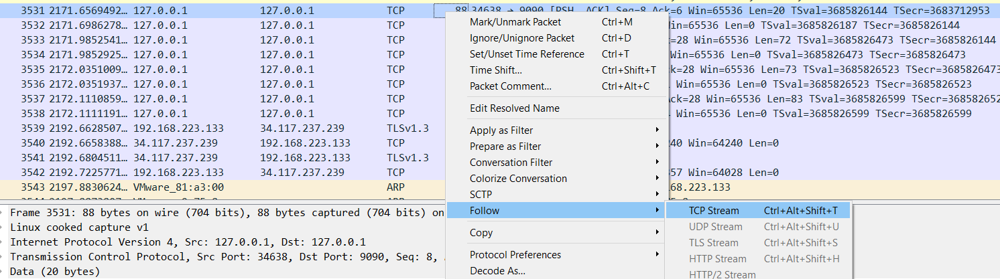 3531 2171.6569492… 127.0.0.1 127.0.0.1 TCP 88 34638 → 9090 [PSH, ACK] Seq=8 Ack=6 Win=65536 Len=20 TSval=3685826144 TSecr=3683712953
3532 2171.6986278… 127.0.0.1 127.0.0.1 TCP Win=65536 Len=0 TSval=3685826187 TSecr=3685826144
3533 2171.9852541… 127.0.0.1 127.0.0.1 TCP Ack=28 Win=65536 Len=72 TSval=3685826473 TSecr=3685826144
3534 2171.9852925… 127.0.0.1 127.0.0.1 TCP Win=65536 Len=0 TSval=3685826473 TSecr=3685826473
3535 2172.0351009… 127.0.0.1 127.0.0.1 TCP Ack=28 Win=65536 Len=73 TSval=3685826523 TSecr=3685826473
3536 2172.0351937… 127.0.0.1 127.0.0.1 TCP Win=65536 Len=0 TSval=3685826523 TSecr=3685826523
3537 2172.1110859… 127.0.0.1 127.0.0.1 TCP Ack=28 Win=65536 Len=83 TSval=3685826599 TSecr=368582652
3538 2172.1111191… 127.0.0.1 127.0.0.1 TCP Win=65536 Len=0 TSval=3685826599 TSecr=3685826599
3539 2192.6628507… 192.168.223.133 34.117.237.239 TLSv1.3
3540 2192.6658388… 34.117.237.239 192.168.223.133 TCP 40 Win=64240 Len=0
3541 2192.6804511… 34.117.237.239 192.168.223.133 TLSv1.3
3542 2192.7225771… 192.168.223.133 34.117.237.239 TCP 57 Win=64028 Len=0
3543 2197.8830624… VMware_81:a3:00 ARP 68.223.133
Mark/Unmark Packet Ctrl+M
Ignore/Unignore Packet Ctrl+D
Set/Unset Time Reference Ctrl+T
Time Shift... Ctrl+Shift+T
Packet Comment... Ctrl+Alt+C
Edit Resolved Name
Apply as Filter
Prepare as Filter
Conversation Filter
Colorize Conversation
SCTP
Follow
Copy
Protocol Preferences
Decode As...
TCP Stream Ctrl+Alt+Shift+T
UDP Stream Ctrl+Alt+Shift+U
TLS Stream Ctrl+Alt+Shift+S
HTTP Stream Ctrl+Alt+Shift+H
HTTP/2 Stream
Frame 3531: 88 bytes on wire (704 bits), 88 bytes captured (704 bits) on
Linux cooked capture v1
Internet Protocol Version 4, Src: 127.0.0.1, Dst: 127.0.0.1
Transmission Control Protocol, Src Port: 34638, Dst Port: 9090, Seq: 8,
Data (20 bytes)